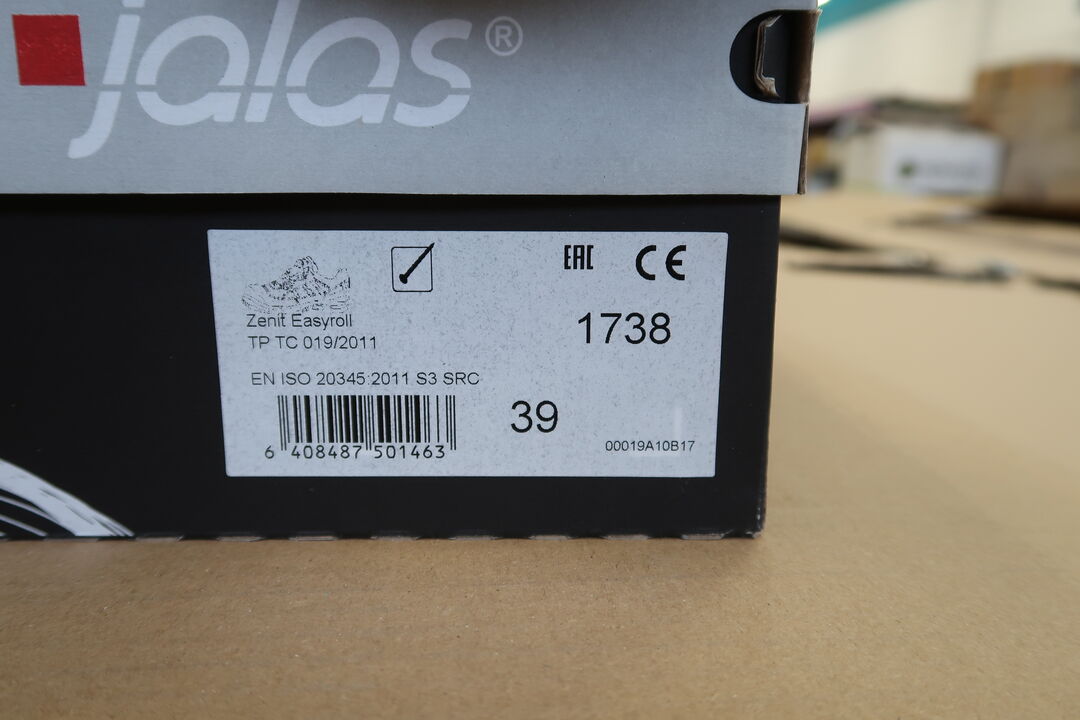 jalas®
EAC CE
Zenit Easyroll
TP TC 019/2011
1738
EN ISO 20345:2011 S3 SRC
39
6 408487 501463
00019A10B17